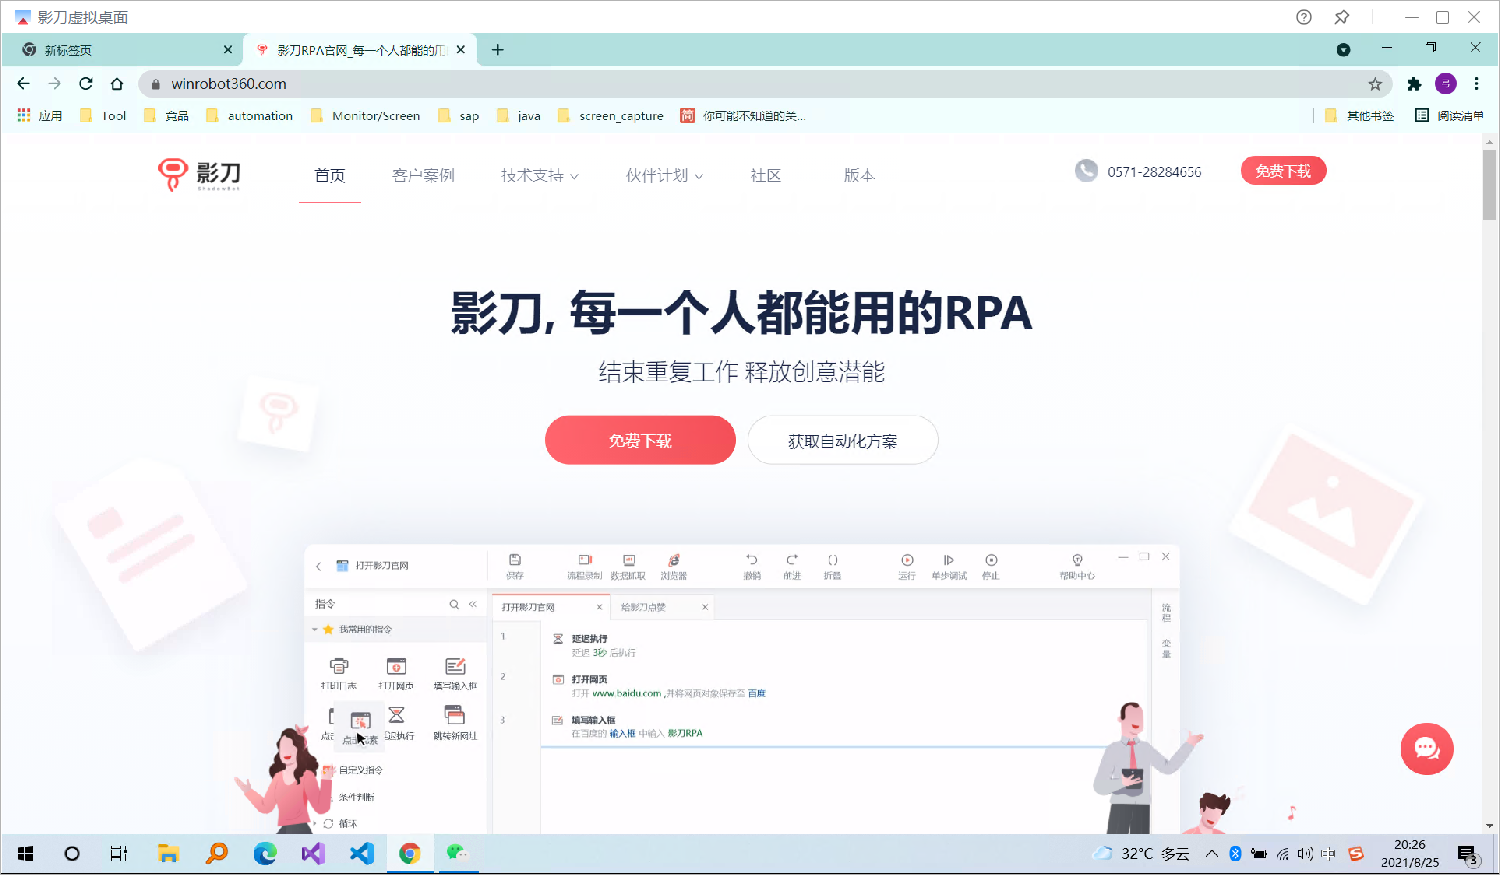 影刀虚拟桌面
新标签页
影刀RPA官网_每一个人都能的用
winrobot360.com
应用 Tool 竞品 automation Monitor/Screen sap java screen_capture 简 你可能不知道的关... 其他书签 阅读清单
影刀
ShadowBot
首页 客户案例 技术支持 伙伴计划 社区 版本 0571-28284656 免费下载
影刀, 每一个人都能用的RPA
结束重复工作 释放创意潜能
免费下载 获取自动化方案
打开影刀官网 保存 流程录制 数据抓取 浏览器 撤销 前进 折叠 运行 单步调试 停止 帮助中心
指令
打开影刀官网 给影刀点赞
流程
变量
我常用的指令
打印日志 打开网页 填写输入框
点击元素 跳转新网址
自定义指令
条件判断
循环
1 延迟执行
延迟 3秒 后执行
2 打开网页
打开 www.baidu.com ,并将网页对象保存至 百度
3 填写输入框
在百度的 输入框 中输入 影刀RPA
32°C 多云 中
20:26
2021/8/25
3